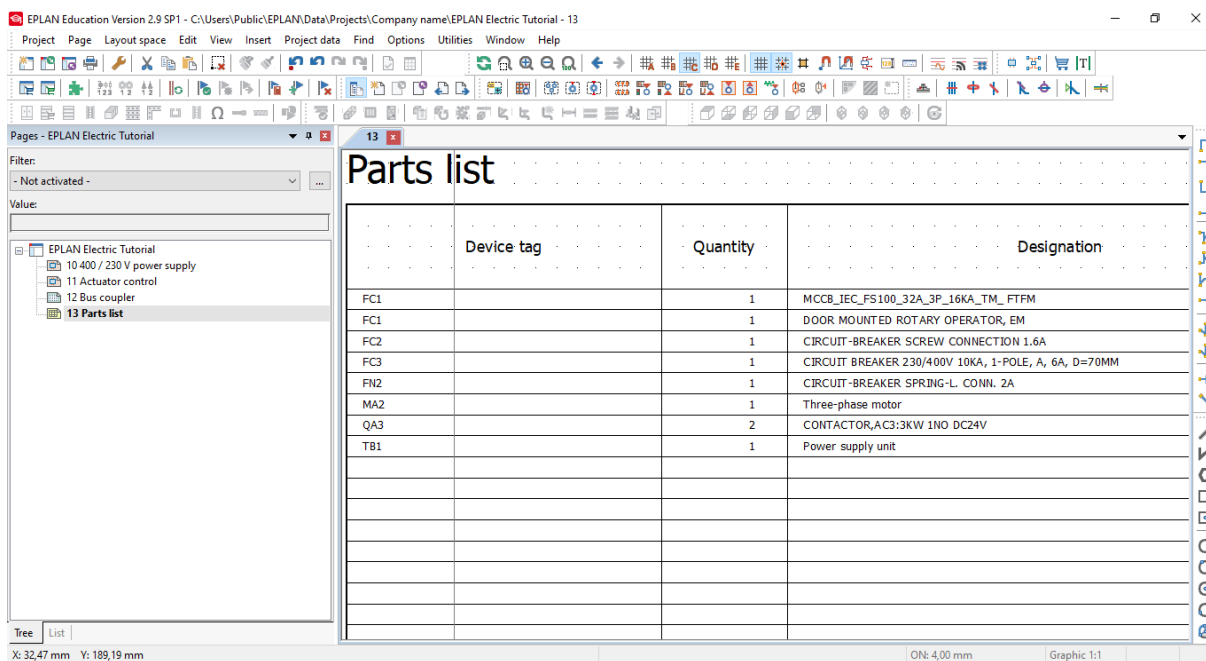 EPLAN Education Version 2.9 SP1 - C:\Users\Public\EPLAN\Data\Projects\Company name\EPLAN Electric Tutorial - 13
Project Page Layout space Edit View Insert Project data Find Options Utilities Window Help
Pages - EPLAN Electric Tutorial
13
Filter:
- Not activated -
...
Value:
EPLAN Electric Tutorial
10 400 / 230 V power supply
11 Actuator control
12 Bus coupler
13 Parts list
Tree List
Parts list
Device tag Quantity Designation
FC1 1 MCCB_IEC_FS100_32A_3P_16KA_TM_ FTFM
FC1 1 DOOR MOUNTED ROTARY OPERATOR, EM
FC2 1 CIRCUIT-BREAKER SCREW CONNECTION 1.6A
FC3 1 CIRCUIT BREAKER 230/400V 10KA, 1-POLE, A, 6A, D=70MM
FN2 1 CIRCUIT-BREAKER SPRING-L. CONN. 2A
MA2 1 Three-phase motor
QA3 2 CONTACTOR,AC3:3KW 1NO DC24V
TB1 1 Power supply unit
X: 32,47 mm Y: 189,19 mm ON: 4,00 mm Graphic 1:1